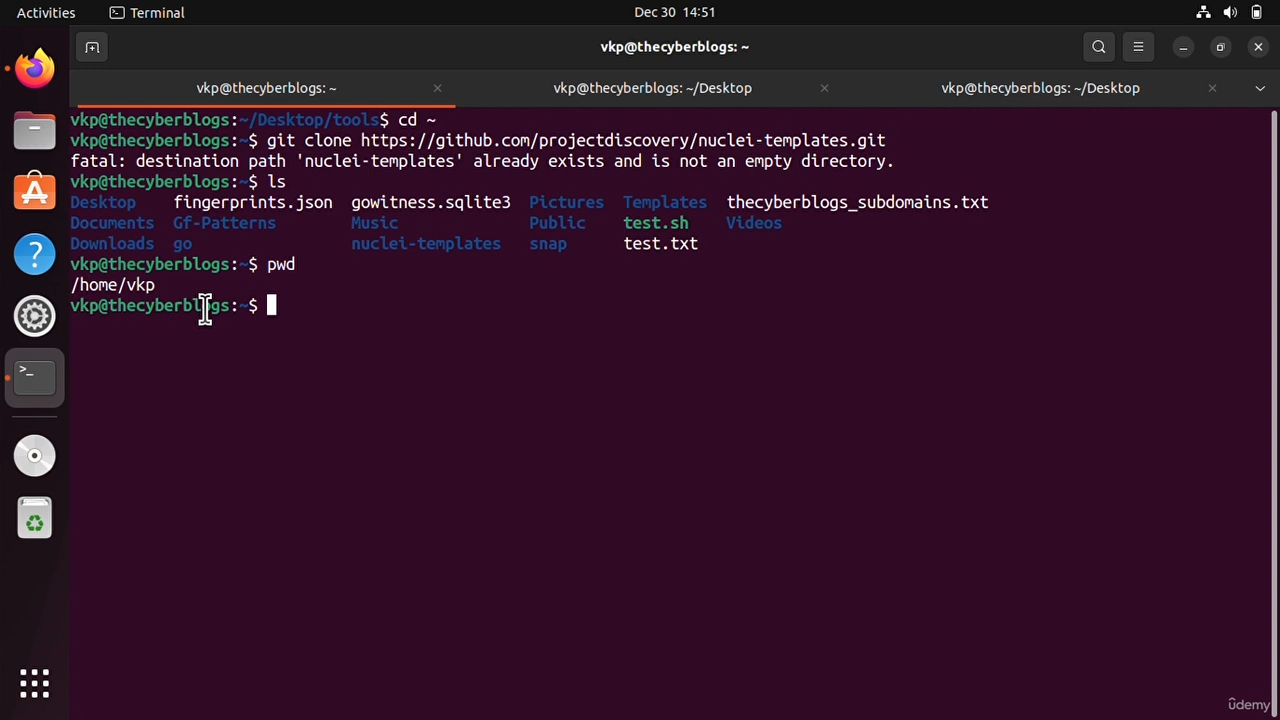 Activities Terminal Dec 30 14:51
vkp@thecyberblogs: ~
vkp@thecyberblogs: ~ vkp@thecyberblogs: ~/Desktop vkp@thecyberblogs: ~/Desktop
vkp@thecyberblogs:~/Desktop/tools$ cd ~
vkp@thecyberblogs:~$ git clone https://github.com/projectdiscovery/nuclei-templates.git
fatal: destination path 'nuclei-templates' already exists and is not an empty directory.
vkp@thecyberblogs:~$ ls
Desktop fingerprints.json gowitness.sqlite3 Pictures Templates thecyberblogs_subdomains.txt
Documents Gf-Patterns Music Public test.sh Videos
Downloads go nuclei-templates snap test.txt
vkp@thecyberblogs:~$ pwd
/home/vkp
vkp@thecyberblogs:~$
udemy